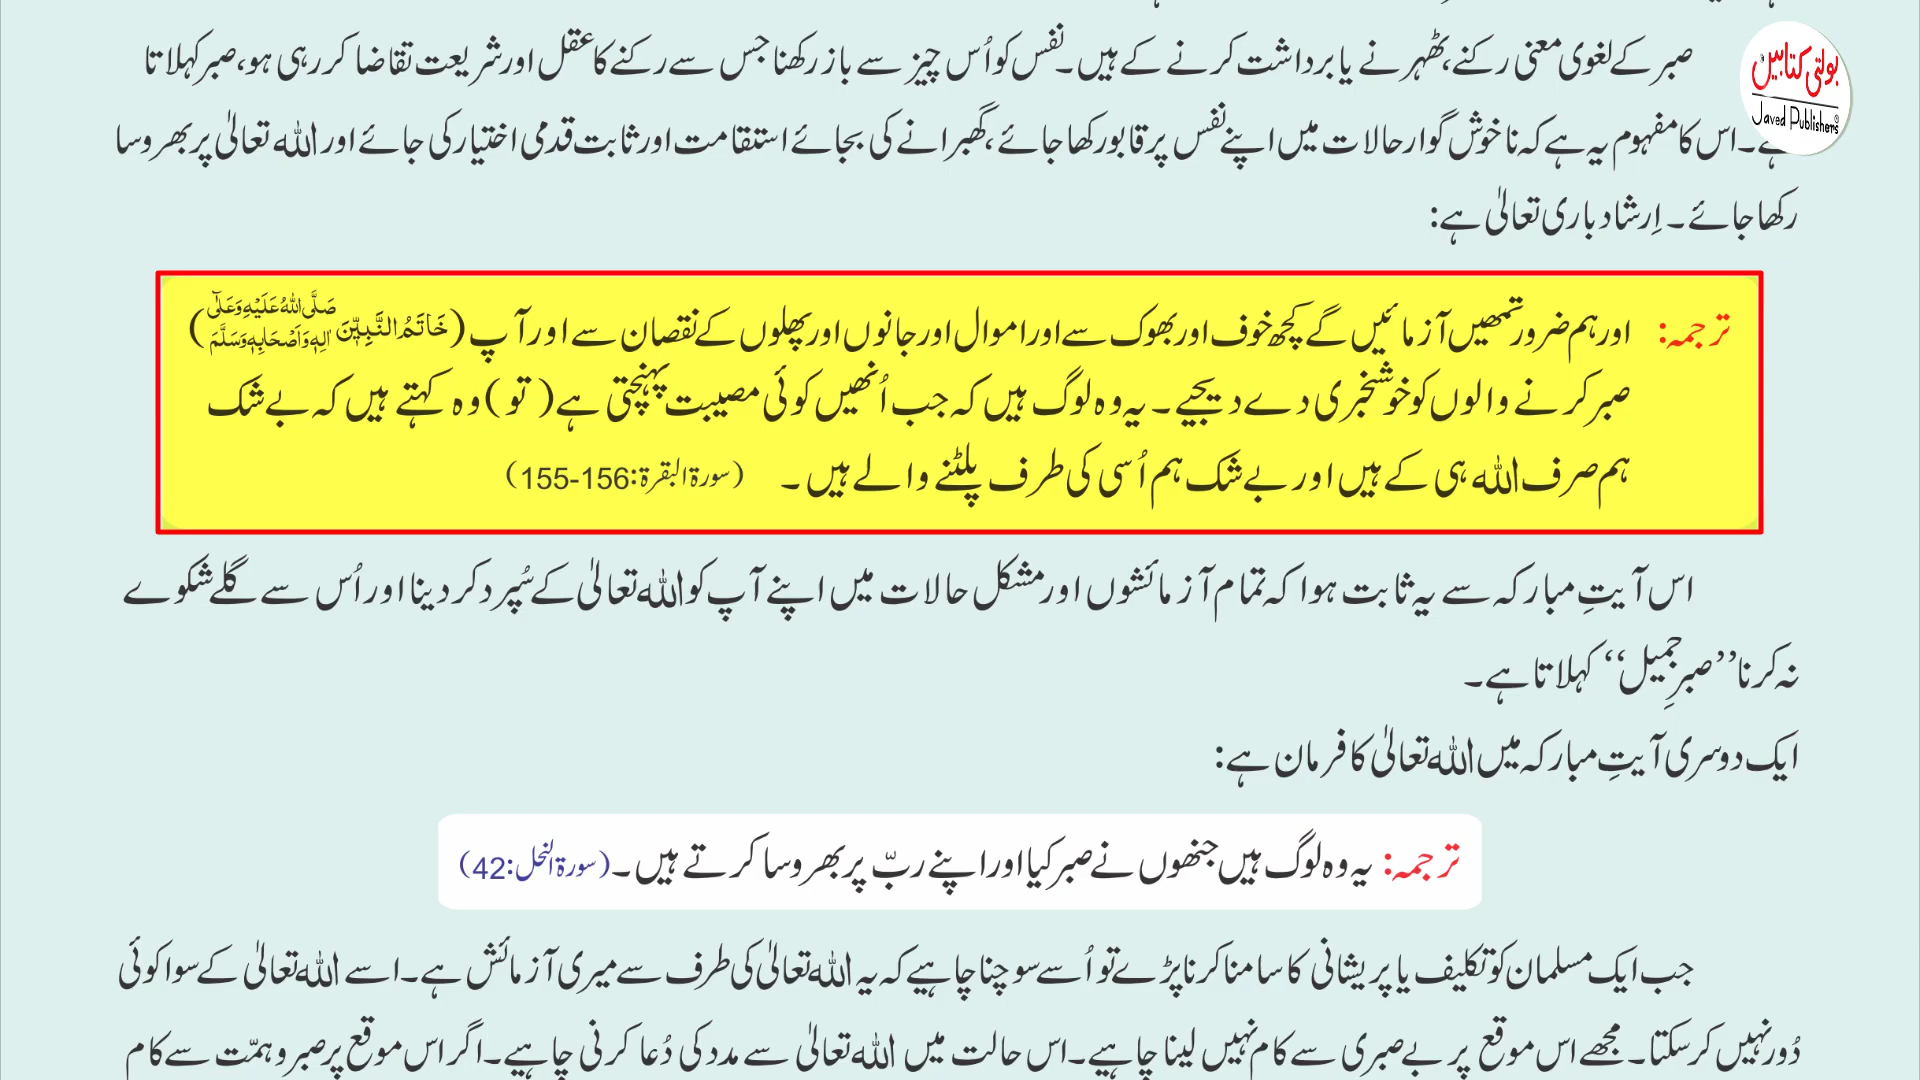 صبر کے لغوی معنی رکنے، ٹھہرنے یا برداشت کرنے کے ہیں۔ نفس کو اُس چیز سے باز رکھنا جس سے رکنے کا عقل اور شریعت تقاضا کر رہی ہو، صبر کہلاتا
بولتی کتابیں
Javed Publishers®
ہے۔ اس کا مفہوم یہ ہے کہ ناخوش گوار حالات میں اپنے نفس پر قابو رکھا جائے، گھبرانے کی بجائے استقامت اور ثابت قدمی اختیار کی جائے اور اللہ تعالیٰ پر بھروسا
رکھا جائے۔ اِرشاد باری تعالیٰ ہے:
ترجمہ: اور ہم ضرور تمھیں آزمائیں گے کچھ خوف اور بھوک سے اور اموال اور جانوں اور پھلوں کے نقصان سے اور آپ (خَاتَمُ النَّبِیّٖنَ صَلَّی اللہُ عَلَیْہِ وَعَلٰٓی اٰلِہٖ وَاَصْحَابِہٖ وَسَلَّمَ)
صبر کرنے والوں کو خوشخبری دے دیجیے۔ یہ وہ لوگ ہیں کہ جب اُنھیں کوئی مصیبت پہنچتی ہے (تو) وہ کہتے ہیں کہ بے شک
ہم صرف اللہ ہی کے ہیں اور بے شک ہم اُسی کی طرف پلٹنے والے ہیں۔ (سورۃ البقرۃ: 155-156)
اس آیتِ مبارکہ سے یہ ثابت ہوا کہ تمام آزمائشوں اور مشکل حالات میں اپنے آپ کو اللہ تعالیٰ کے سُپرد کر دینا اور اُس سے گلے شکوے
نہ کرنا ’’صبرِ جمیل‘‘ کہلاتا ہے۔
ایک دوسری آیتِ مبارکہ میں اللہ تعالیٰ کا فرمان ہے:
ترجمہ: یہ وہ لوگ ہیں جنھوں نے صبر کیا اور اپنے ربّ پر بھروسا کرتے ہیں۔ (سورۃ النحل: 42)
جب ایک مسلمان کو تکلیف یا پریشانی کا سامنا کرنا پڑے تو اُسے سوچنا چاہیے کہ یہ اللہ تعالیٰ کی طرف سے میری آزمائش ہے۔ اسے اللہ تعالیٰ کے سوا کوئی
دُور نہیں کر سکتا۔ مجھے اس موقع پر بے صبری سے کام نہیں لینا چاہیے۔ اس حالت میں اللہ تعالیٰ سے مدد کی دُعا کرنی چاہیے۔ اگر اس موقع پر صبر و ہمّت سے کام